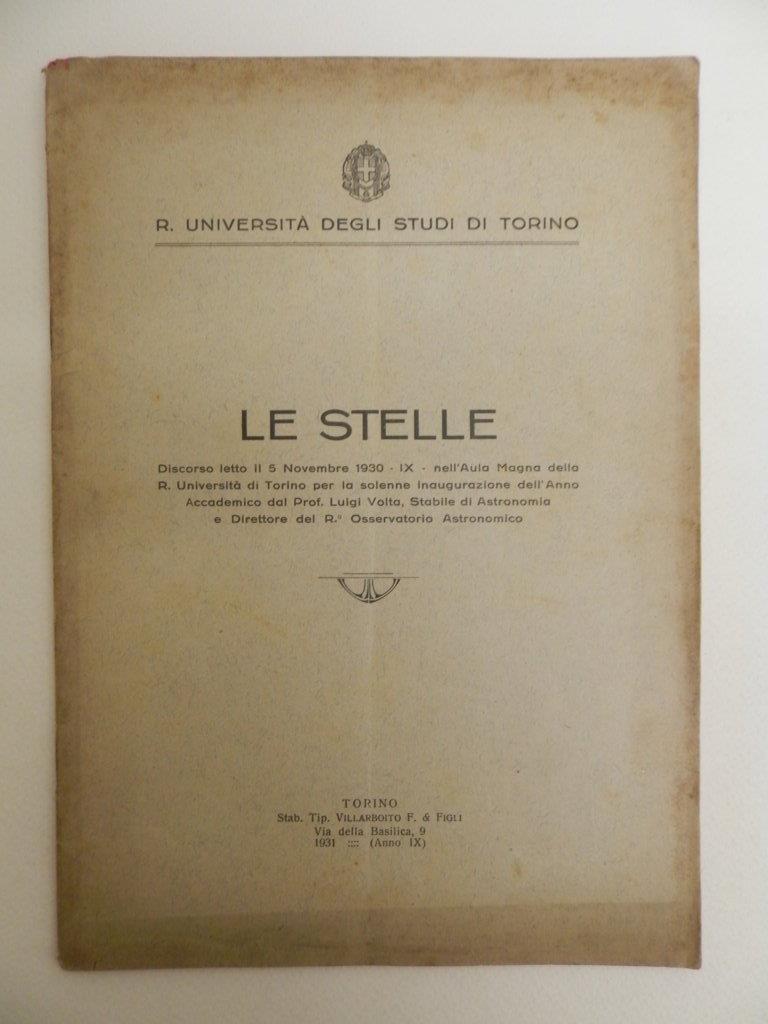 R. UNIVERSITÀ DEGLI STUDI DI TORINO
LE STELLE
Discorso letto il 5 Novembre 1930 - IX - nell'Aula Magna della
R. Università di Torino per la solenne inaugurazione dell'Anno
Accademico dal Prof. Luigi Volta, Stabile di Astronomia
e Direttore del R.º Osservatorio Astronomico
TORINO
Stab. Tip. VILLARBOITO F. & FIGLI
Via della Basilica, 9
1931 :::: (Anno IX)